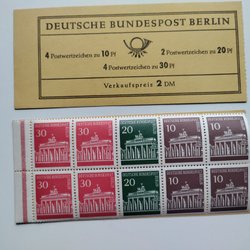 DEUTSCHE BUNDESPOST BERLIN
4 Postwertzeichen zu 10 Pf 2 Postwertzeichen zu 20 Pf
4 Postwertzeichen zu 30 Pf
Verkaufspreis 2 DM
30 30 20 10 10
30 30 20 10 10